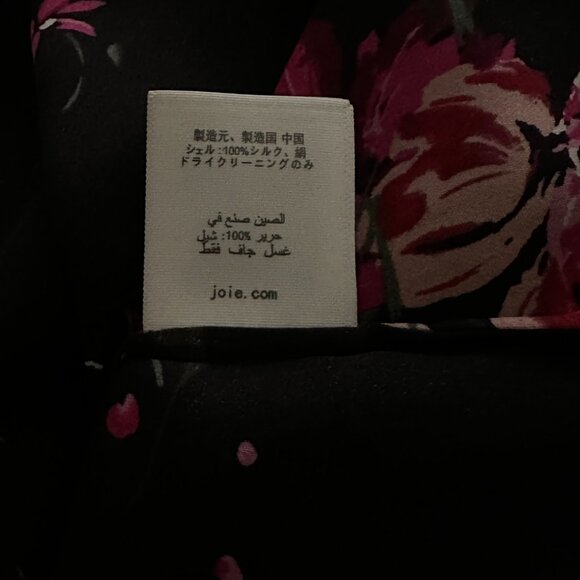 製造元、製造国 中国
シェル:100%シルク、絹
ドライクリーニングのみ
الصين صنع في
حرير 100%: شيل
غسل جاف فقط
joie.com